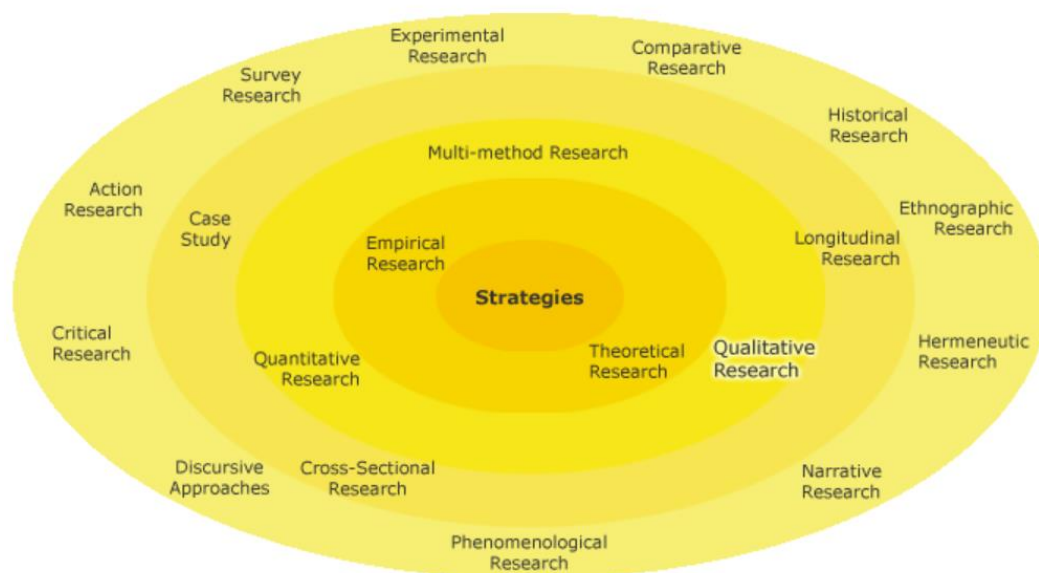 Experimental
Research
Comparative
Research
Survey
Research
Historical
Research
Multi-method Research
Action
Research
Case
Study
Ethnographic
Research
Empirical
Research
Longitudinal
Research
Strategies
Critical
Research
Quantitative
Research
Theoretical
Research
Qualitative
Research
Hermeneutic
Research
Discursive
Approaches
Cross-Sectional
Research
Narrative
Research
Phenomenological
Research